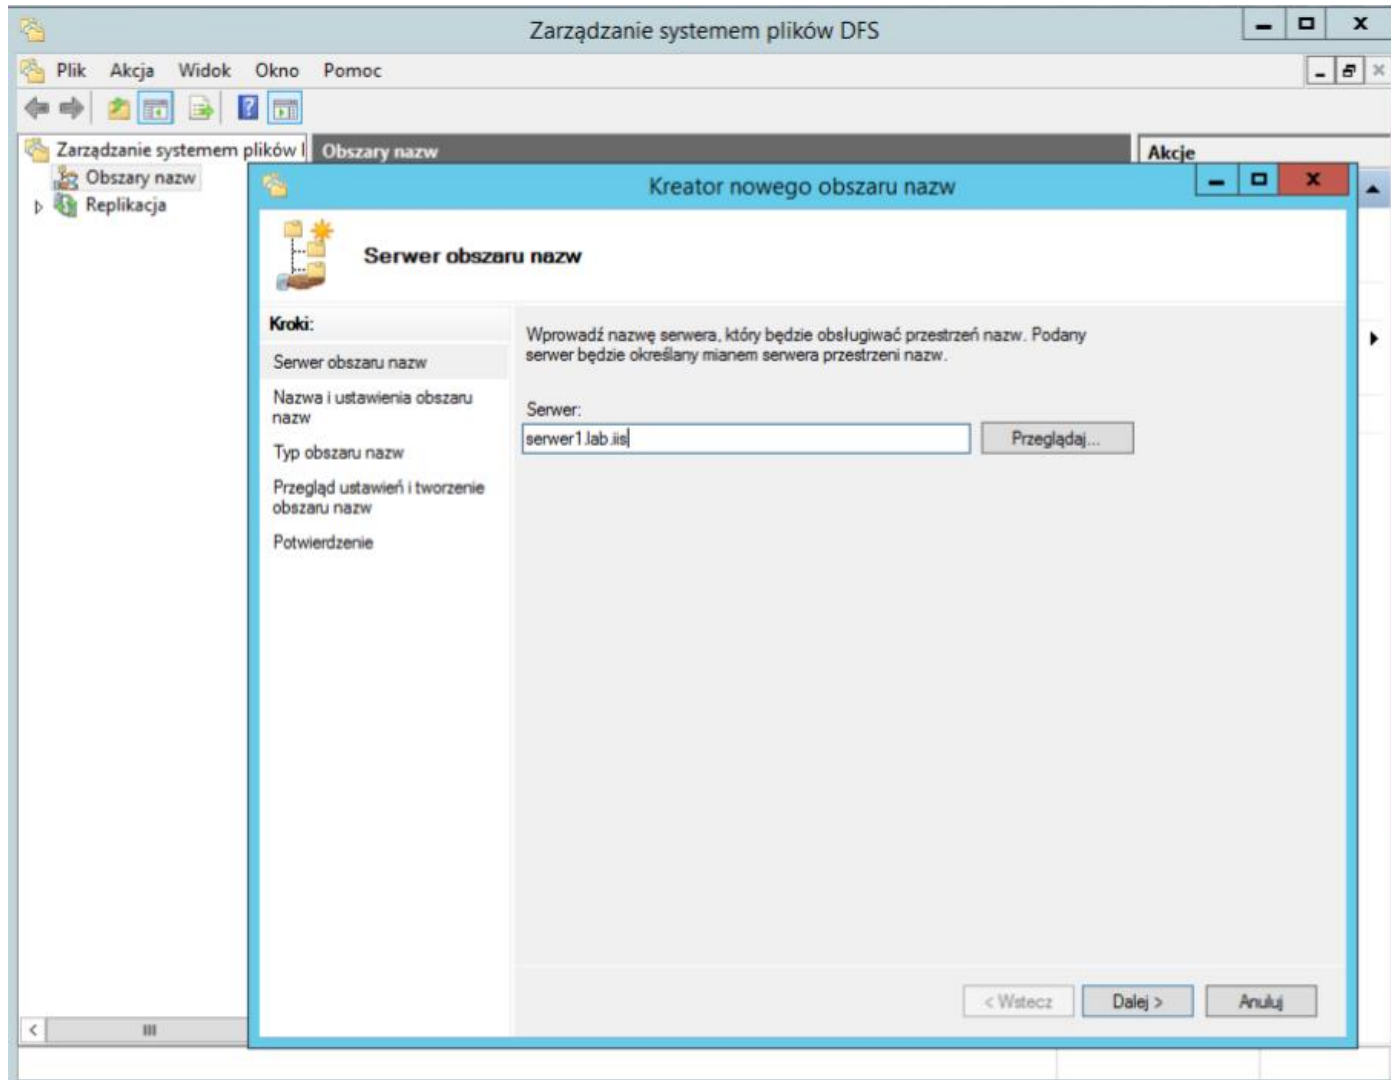 Zarządzanie systemem plików DFS
Plik Akcja Widok Okno Pomoc
Zarządzanie systemem plików
Obszary nazw
Replikacja
Obszary nazw
Akcje
Kreator nowego obszaru nazw
Serwer obszaru nazw
Kroki:
Serwer obszaru nazw
Nazwa i ustawienia obszaru
nazw
Typ obszaru nazw
Przegląd ustawień i tworzenie
obszaru nazw
Potwierdzenie
Wprowadź nazwę serwera, który będzie obsługiwać przestrzeń nazw. Podany
serwer będzie określany mianem serwera przestrzeni nazw.
Serwer:
serwer1.lab.iis
Przeglądaj...
< Wstecz
Dalej >
Anuluj